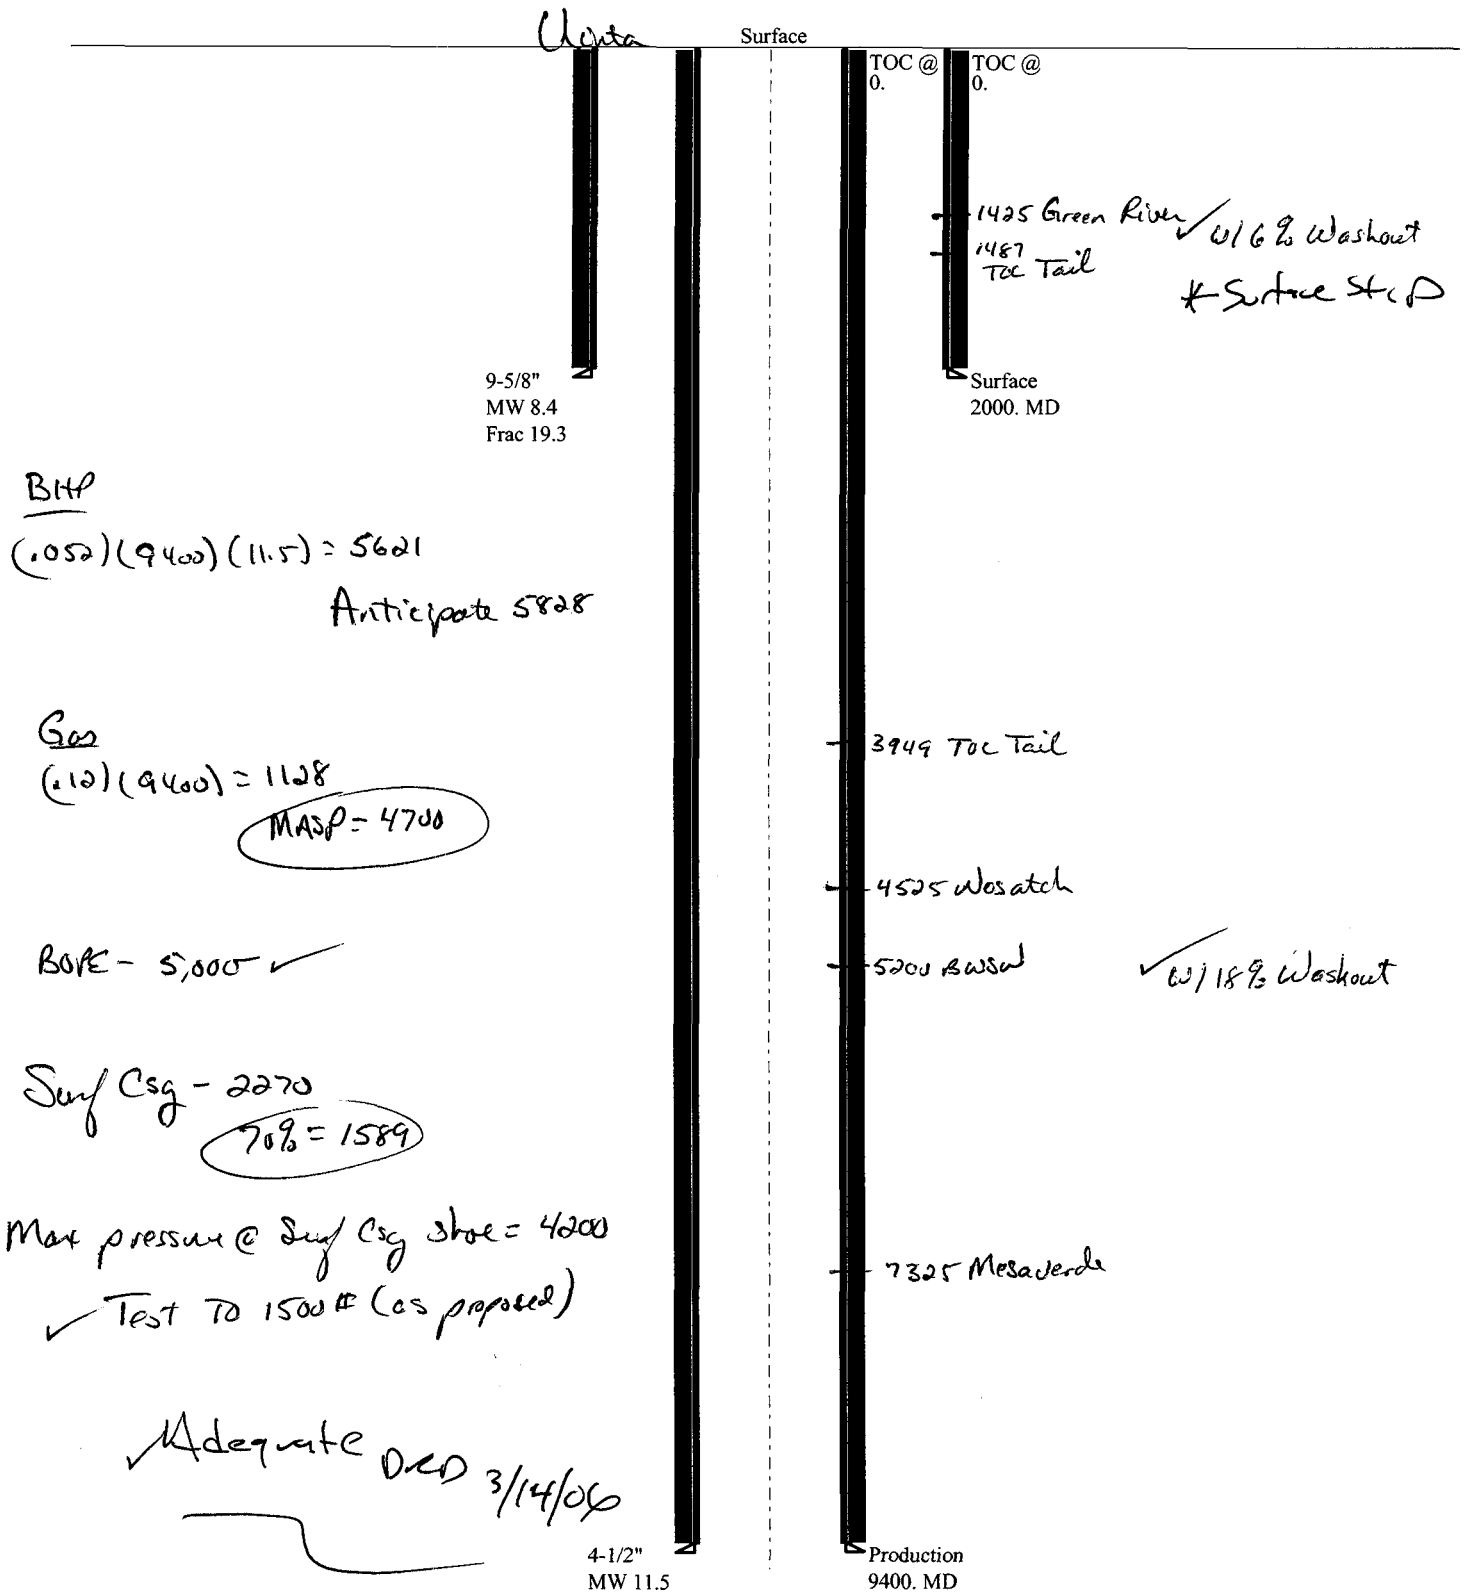 Uinta
Surface
TOC @
0.
TOC @
0.
1425 Green River ✓ w/ 6% Washout
1487
TOC Tail
* Surface Stip
9-5/8"
MW 8.4
Frac 19.3
Surface
2000. MD
BHP
(.052)(9400)(11.5) = 5621
Anticipate 5828
Gas
(.12)(9400) = 1128
MASP = 4700
3949 TOC Tail
4525 Wasatch
BOPE - 5,000 ✓
5200 BMSW
✓ w/ 18% Washout
Surf Csg - 2270
70% = 1589
Max pressure @ Surf Csg shoe = 4200
✓ Test To 1500# (as proposed)
7325 Mesaverde
✓ Adequate DRD 3/14/06
4-1/2"
MW 11.5
Production
9400. MD